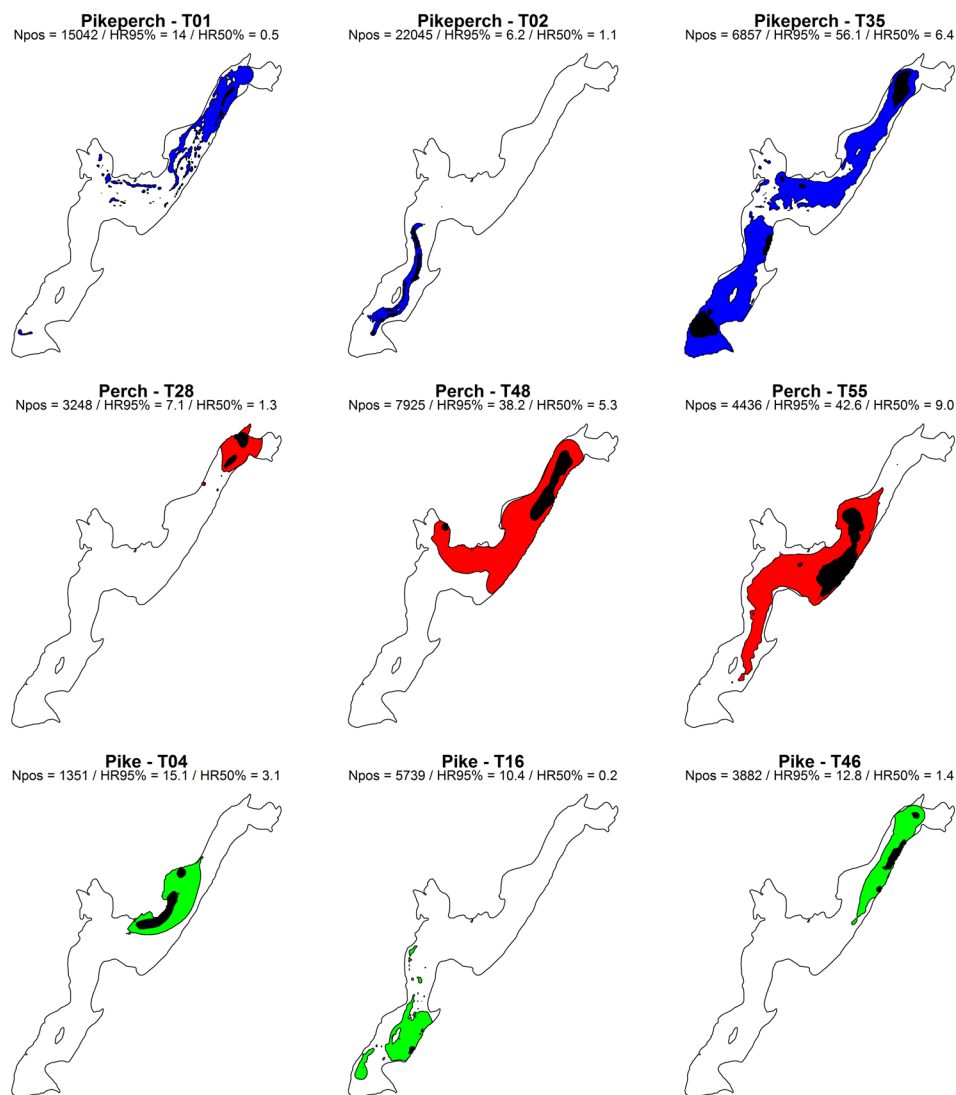 Pikeperch - T01
Npos = 15042 / HR95% = 14 / HR50% = 0.5
Pikeperch - T02
Npos = 22045 / HR95% = 6.2 / HR50% = 1.1
Pikeperch - T35
Npos = 6857 / HR95% = 56.1 / HR50% = 6.4
Perch - T28
Npos = 3248 / HR95% = 7.1 / HR50% = 1.3
Perch - T48
Npos = 7925 / HR95% = 38.2 / HR50% = 5.3
Perch - T55
Npos = 4436 / HR95% = 42.6 / HR50% = 9.0
Pike - T04
Npos = 1351 / HR95% = 15.1 / HR50% = 3.1
Pike - T16
Npos = 5739 / HR95% = 10.4 / HR50% = 0.2
Pike - T46
Npos = 3882 / HR95% = 12.8 / HR50% = 1.4